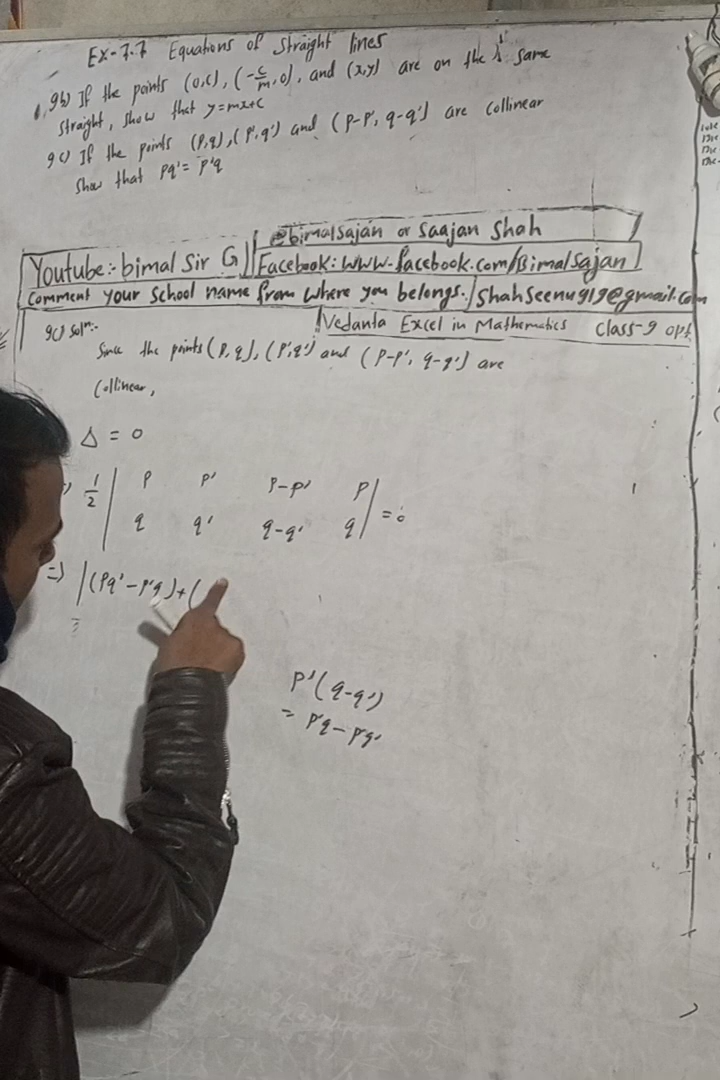 Ex-7.7 Equations of straight lines
9b) If the points (0,c), (-c/m, 0), and (x,y) are on the same
straight, show that y=mx+c
9c) If the points (P,q), (P',q') and (P-P', q-q') are collinear
Show that Pq' = P'q
@bimalsajan or Saajan Shah
Youtube:- bimal Sir G Facebook: www.facebook.com/BimalSajan
Comment your School name from where you belongs. Shahseenu919@gmail.com
Vedanta Excel in Mathematics Class-9 opt
9c) Soln:-
Since the points (P,q), (P',q') and (P-P', q-q') are
Collinear,
Δ = 0
1/2 | P P' P-P' P |
| q q' q-q' q | = 0
=> |(Pq'-P'q)+(
P'(q-q')
= P'q-P'q'